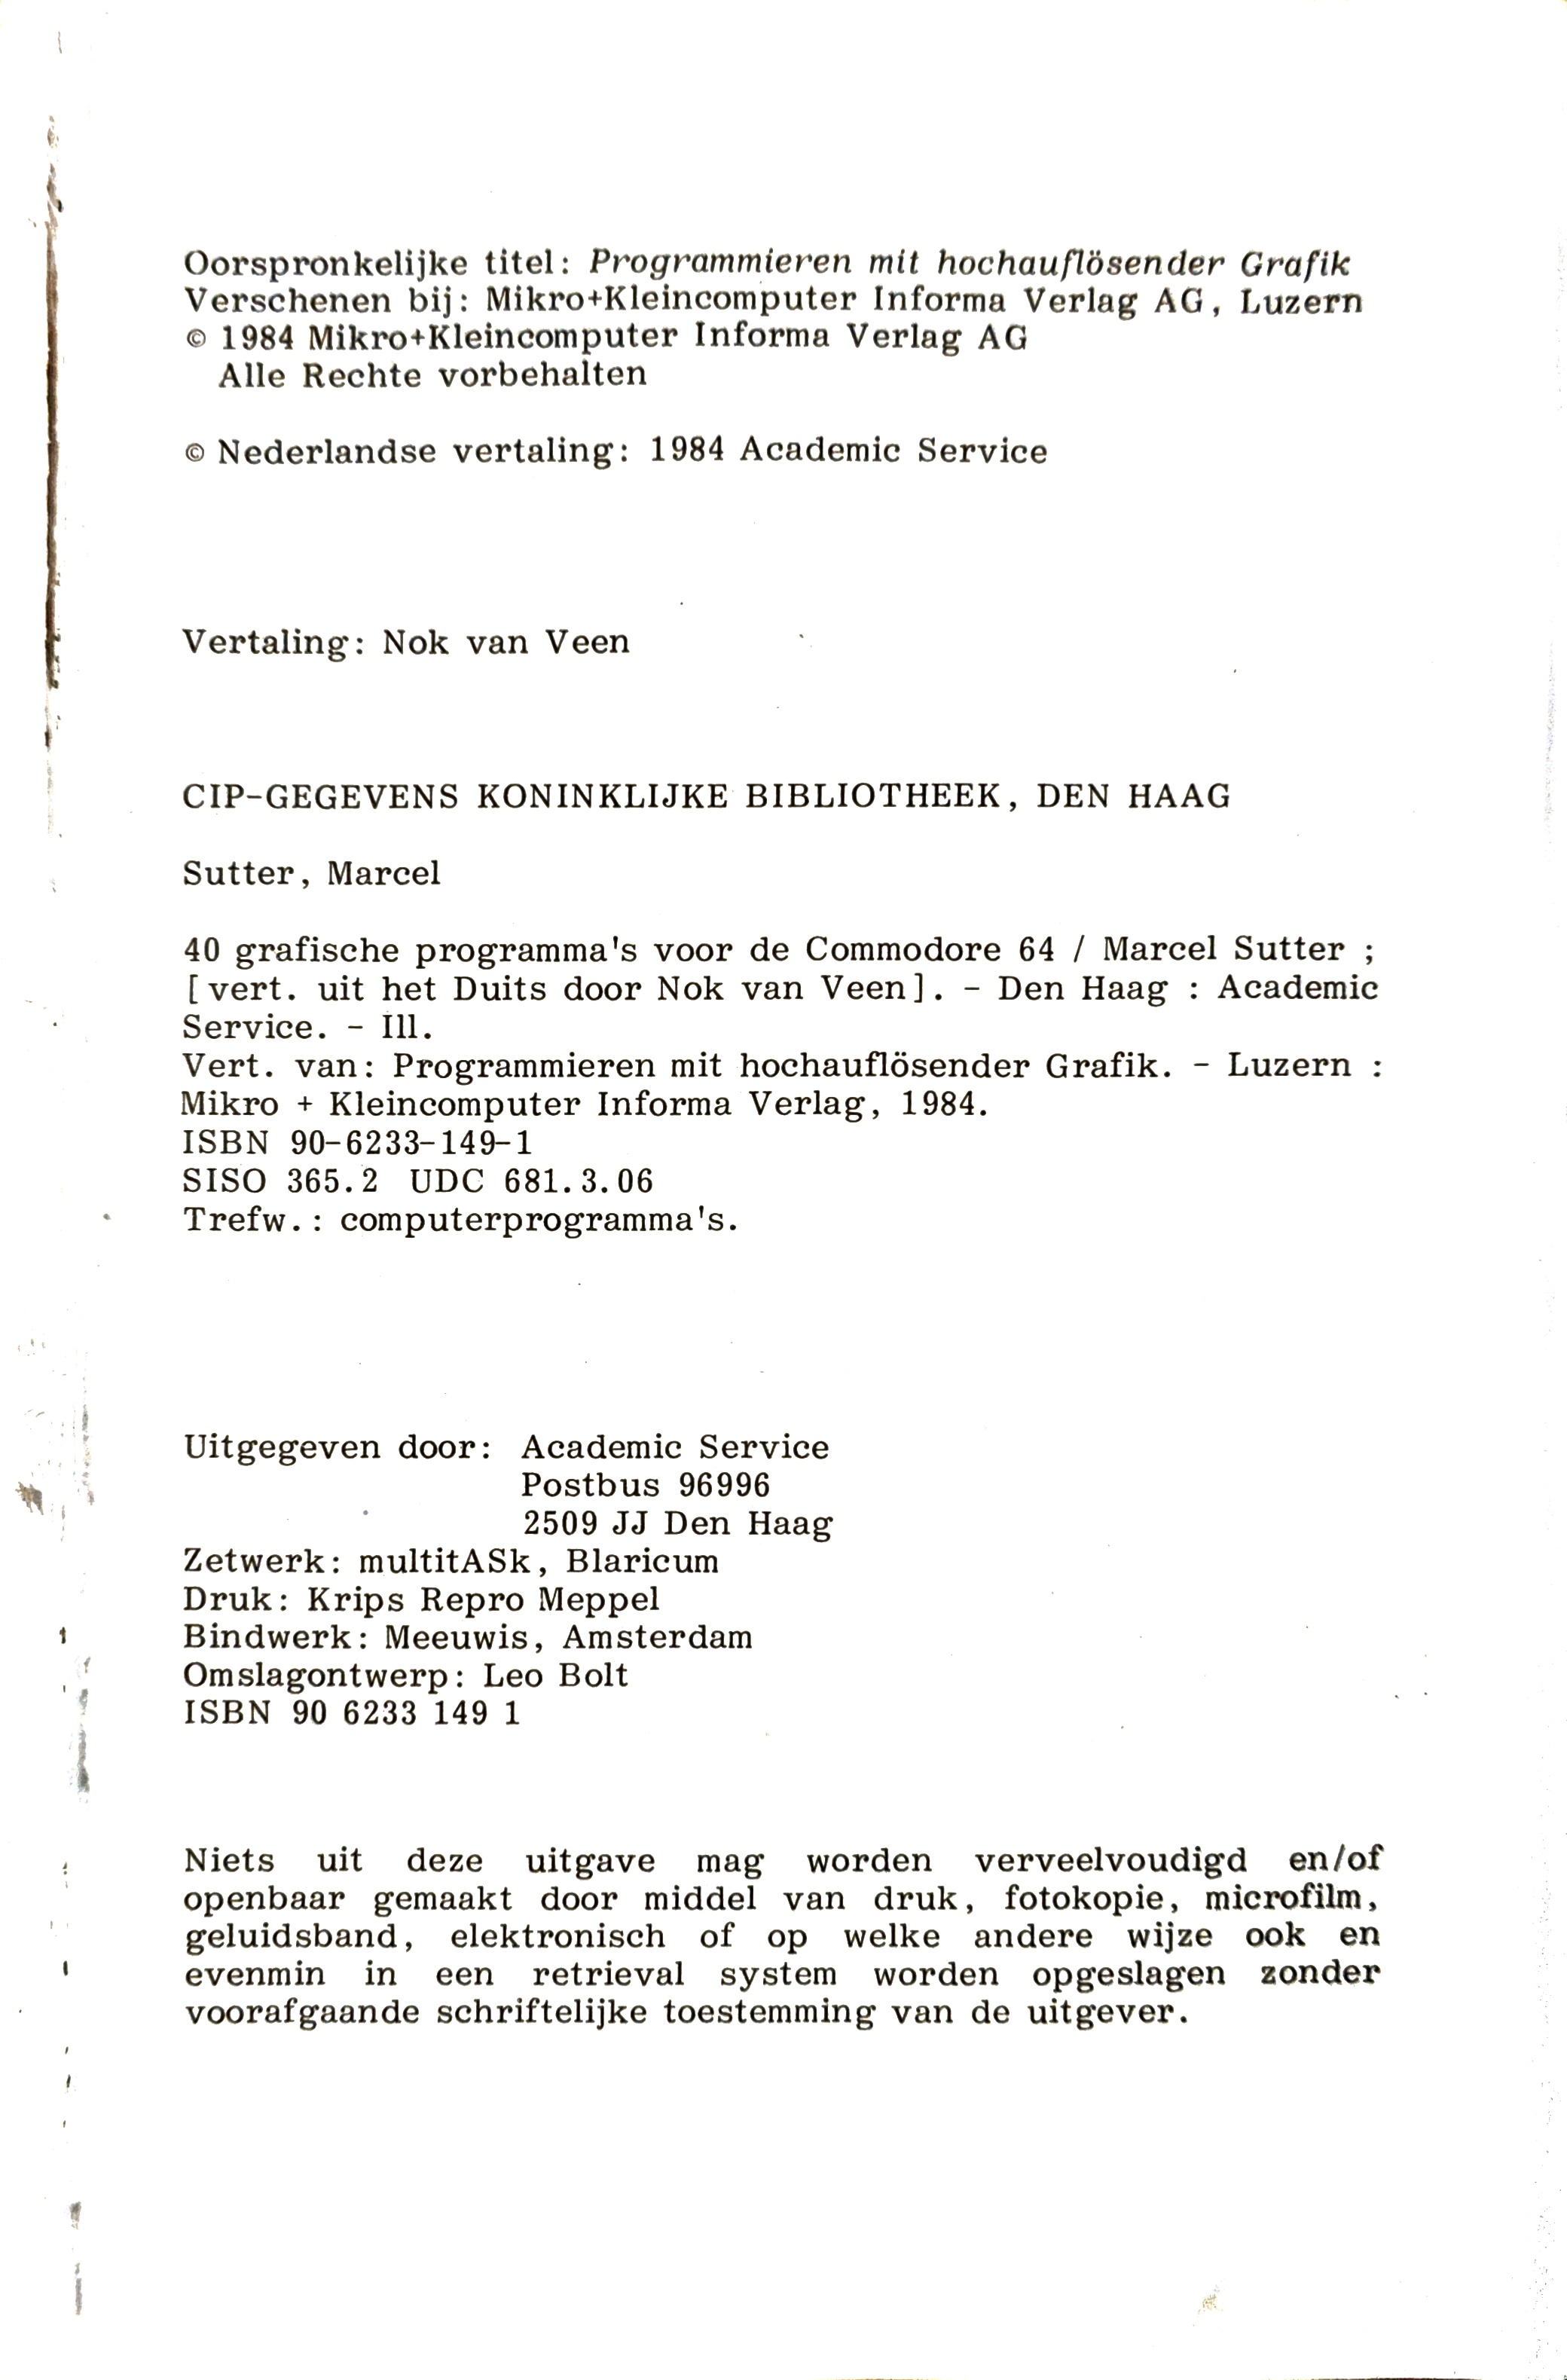 Oorspronkelijke titel: Programmieren mit hochauflösender Grafik
Verschenen bij: Mikro+Kleincomputer Informa Verlag AG, Luzern
© 1984 Mikro+Kleincomputer Informa Verlag AG
Alle Rechte vorbehalten
© Nederlandse vertaling: 1984 Academic Service
Vertaling: Nok van Veen
CIP-GEGEVENS KONINKLIJKE BIBLIOTHEEK, DEN HAAG
Sutter, Marcel
40 grafische programma's voor de Commodore 64 / Marcel Sutter ;
[vert. uit het Duits door Nok van Veen]. - Den Haag : Academic
Service. - Ill.
Vert. van: Programmieren mit hochauflösender Grafik. - Luzern :
Mikro + Kleincomputer Informa Verlag, 1984.
ISBN 90-6233-149-1
SISO 365.2 UDC 681.3.06
Trefw.: computerprogramma's.
Uitgegeven door: Academic Service
Postbus 96996
2509 JJ Den Haag
Zetwerk: multitASk, Blaricum
Druk: Krips Repro Meppel
Bindwerk: Meeuwis, Amsterdam
Omslagontwerp: Leo Bolt
ISBN 90 6233 149 1
Niets uit deze uitgave mag worden verveelvoudigd en/of
openbaar gemaakt door middel van druk, fotokopie, microfilm,
geluidsband, elektronisch of op welke andere wijze ook en
evenmin in een retrieval system worden opgeslagen zonder
voorafgaande schriftelijke toestemming van de uitgever.